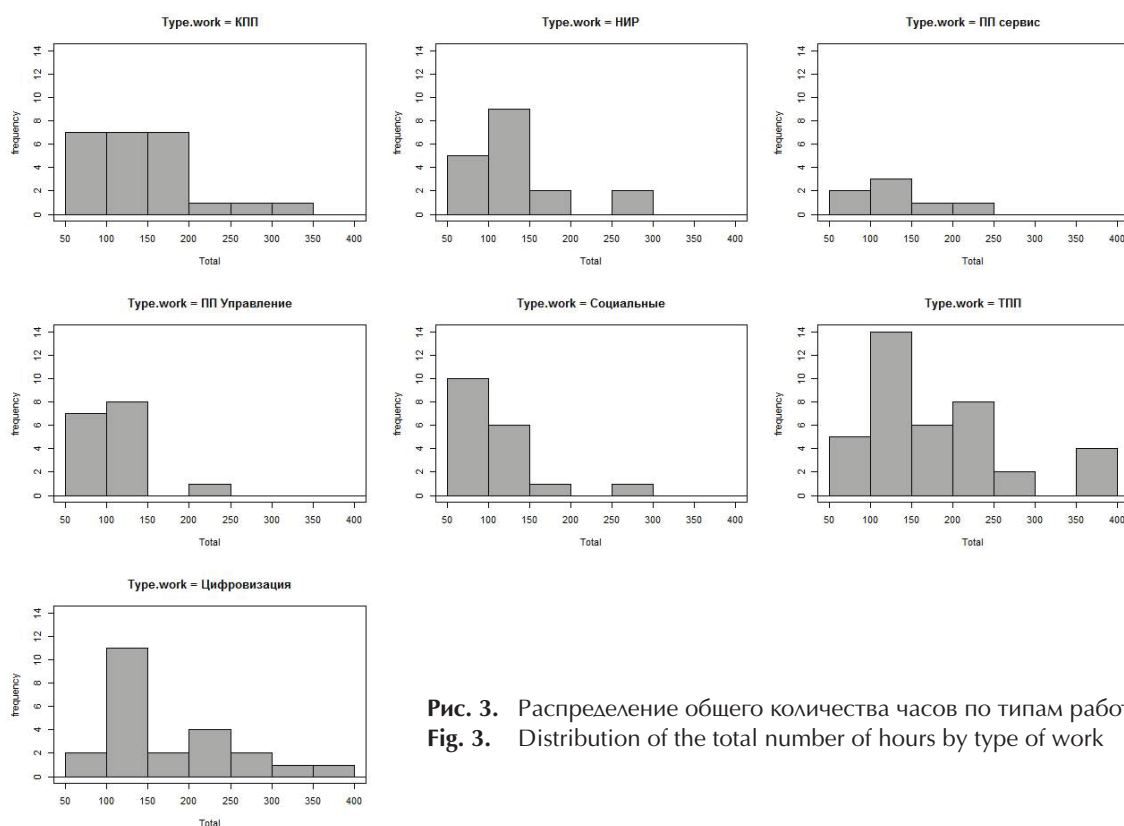 Type.work = КПП
frequency
0 2 4 6 8 10 12 14
50 100 150 200 250 300 350 400
Total
Type.work = НИР
frequency
0 2 4 6 8 10 12 14
50 100 150 200 250 300 350 400
Total
Type.work = ПП сервис
frequency
0 2 4 6 8 10 12 14
50 100 150 200 250 300 350 400
Total
Type.work = ПП Управление
frequency
0 2 4 6 8 10 12 14
50 100 150 200 250 300 350 400
Total
Type.work = Социальные
frequency
0 2 4 6 8 10 12 14
50 100 150 200 250 300 350 400
Total
Type.work = ТПП
frequency
0 2 4 6 8 10 12 14
50 100 150 200 250 300 350 400
Total
Type.work = Цифровизация
frequency
0 2 4 6 8 10 12 14
50 100 150 200 250 300 350 400
Total
Рис. 3. Распределение общего количества часов по типам работ
Fig. 3. Distribution of the total number of hours by type of work